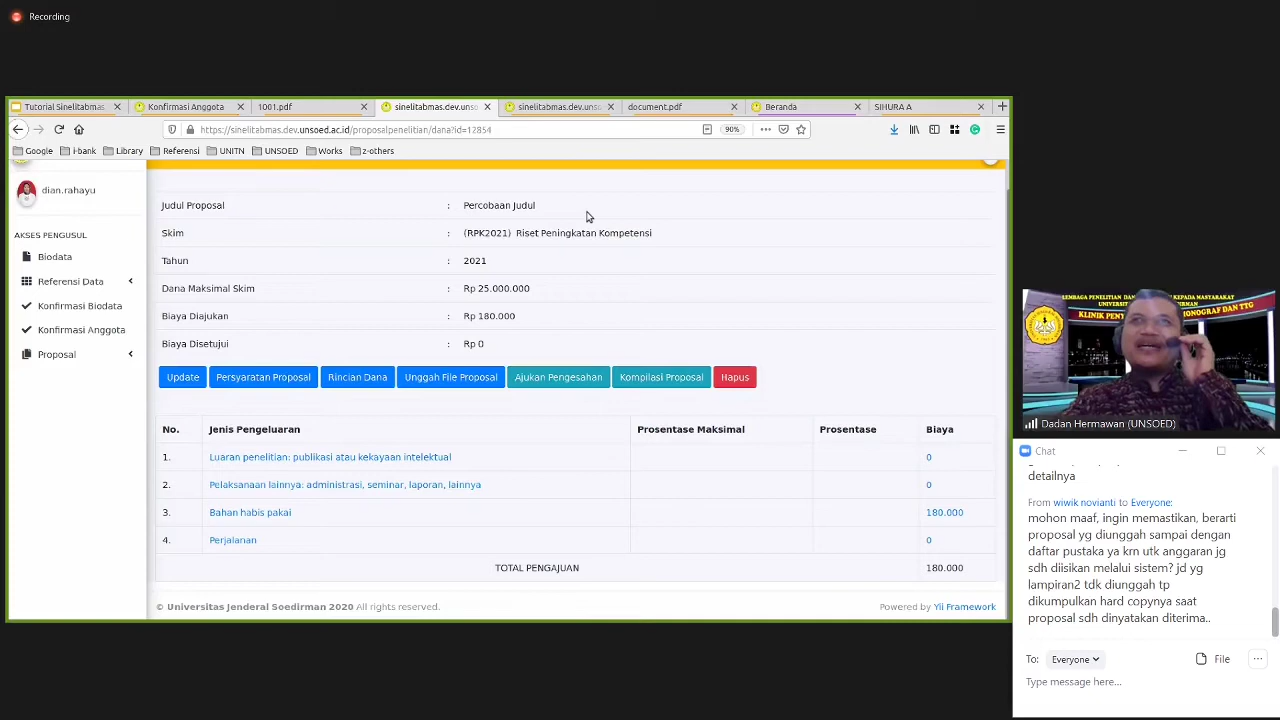 Recording
Tutorial Sinelitabmas
Konfirmasi Anggota
1001.pdf
sinelitabmas.dev.unso
sinelitabmas.dev.unso
document.pdf
Beranda
SIHURA A
https://sinelitabmas.dev.unsoed.ac.id/proposalpenelitian/dana?id=12854
90%
Google
i-bank
Library
Referensi
UNITN
UNSOED
Works
z-others
dian.rahayu
AKSES PENGUSUL
Biodata
Referensi Data
Konfirmasi Biodata
Konfirmasi Anggota
Proposal
Judul Proposal : Percobaan Judul
Skim : (RPK2021) Riset Peningkatan Kompetensi
Tahun : 2021
Dana Maksimal Skim : Rp 25.000.000
Biaya Diajukan : Rp 180.000
Biaya Disetujui : Rp 0
Update Persyaratan Proposal Rincian Dana Unggah File Proposal Ajukan Pengesahan Kompilasi Proposal Hapus
No. Jenis Pengeluaran Prosentase Maksimal Prosentase Biaya
1. Luaran penelitian: publikasi atau kekayaan intelektual 0
2. Pelaksanaan lainnya: administrasi, seminar, laporan, lainnya 0
3. Bahan habis pakai 180.000
4. Perjalanan 0
TOTAL PENGAJUAN 180.000
© Universitas Jenderal Soedirman 2020 All rights reserved.
Powered by Yii Framework
LEMBAGA PENELITIAN DAN KEPADA MASYARAKAT
KLINIK MONOGRAF DAN TTG
Dadan Hermawan (UNSOED)
Chat
detailnya
From wiwik novianti to Everyone:
mohon maaf, ingin memastikan, berarti
proposal yg diunggah sampai dengan
daftar pustaka ya krn utk anggaran jg
sdh diisikan melalui sistem? jd yg
lampiran2 tdk diunggah tp
dikumpulkan hard copynya saat
proposal sdh dinyatakan diterima..
To: Everyone
File
Type message here...